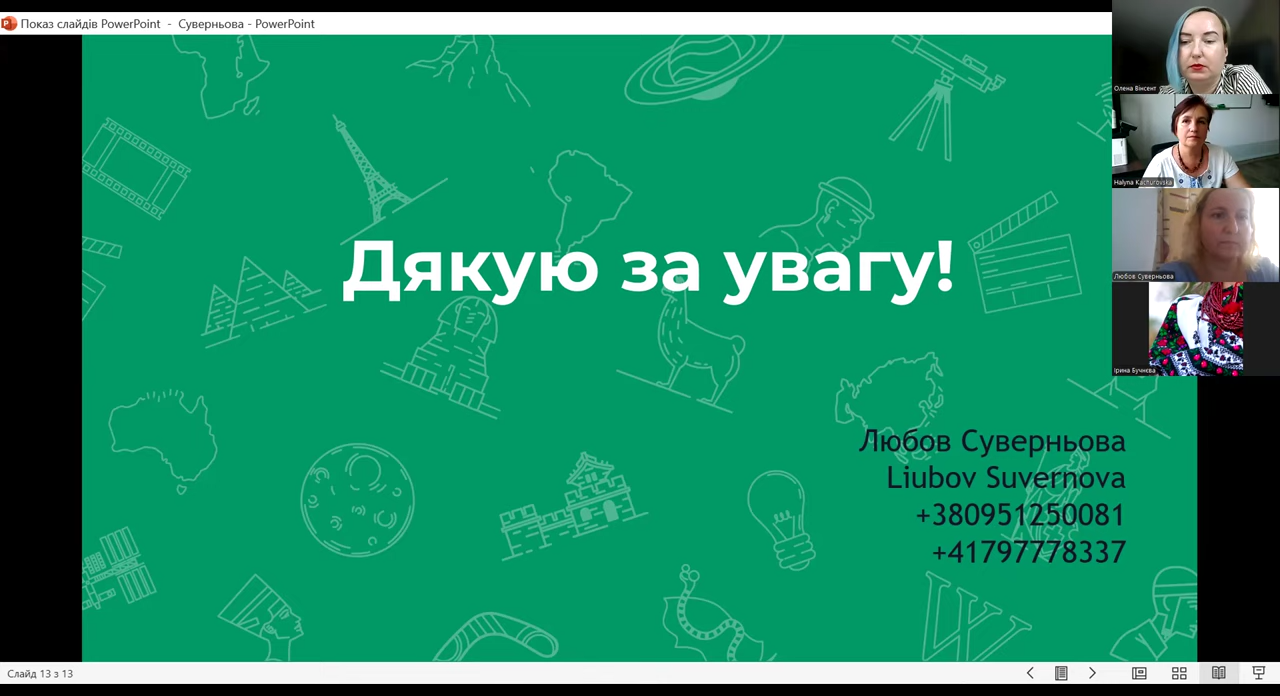 Показ слайдів PowerPoint - Суверньова - PowerPoint
Дякую за увагу!
Любов Суверньова
Liubov Suvernova
+380951250081
+41797778337
Олена Вінсент
Halyna Kachurovska
Любов Суверньова
Ірина Бучнєва
Слайд 13 з 13